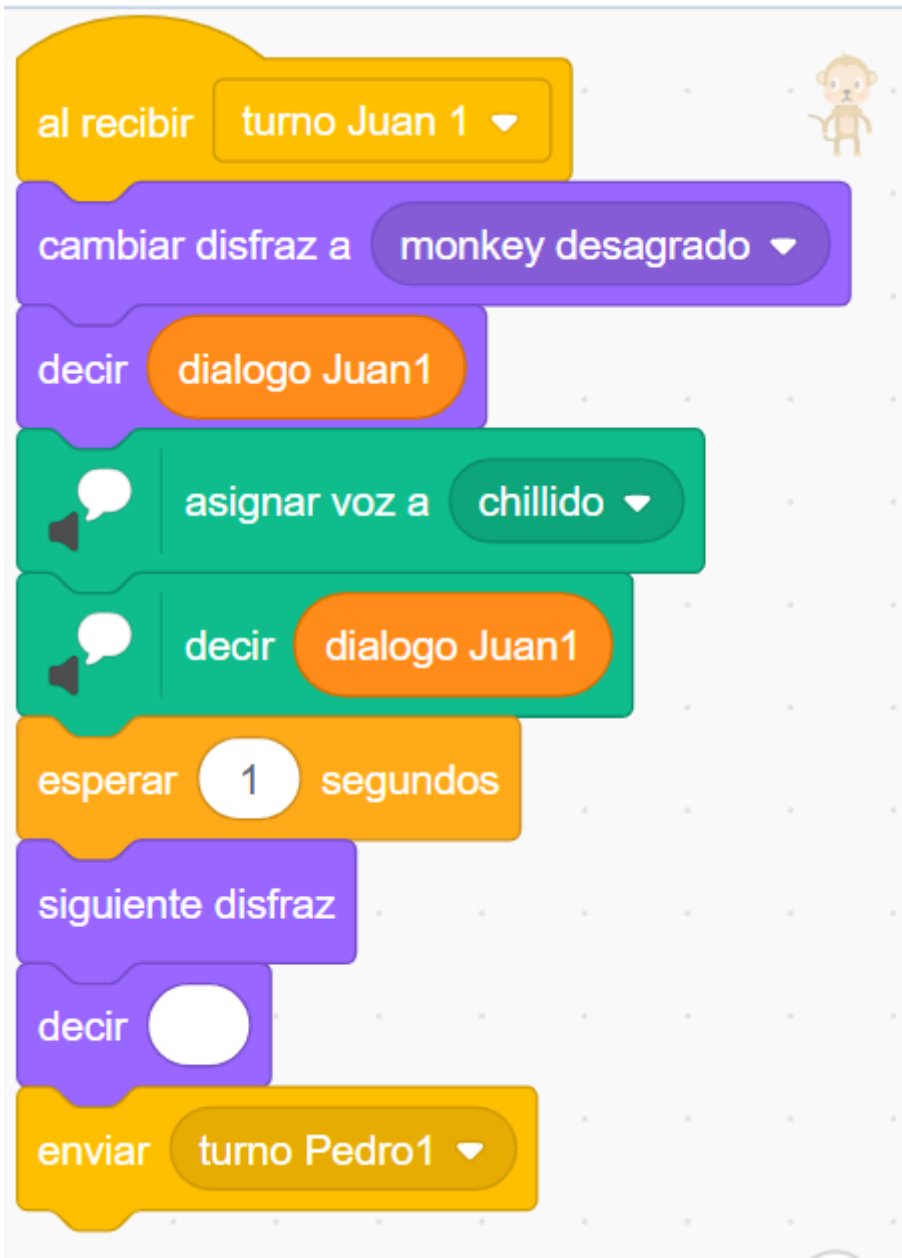 al recibir turno Juan 1
cambiar disfraz a monkey desagrado
decir dialogo Juan1
asignar voz a chillido
decir dialogo Juan1
esperar 1 segundos
siguiente disfraz
decir
enviar turno Pedro1